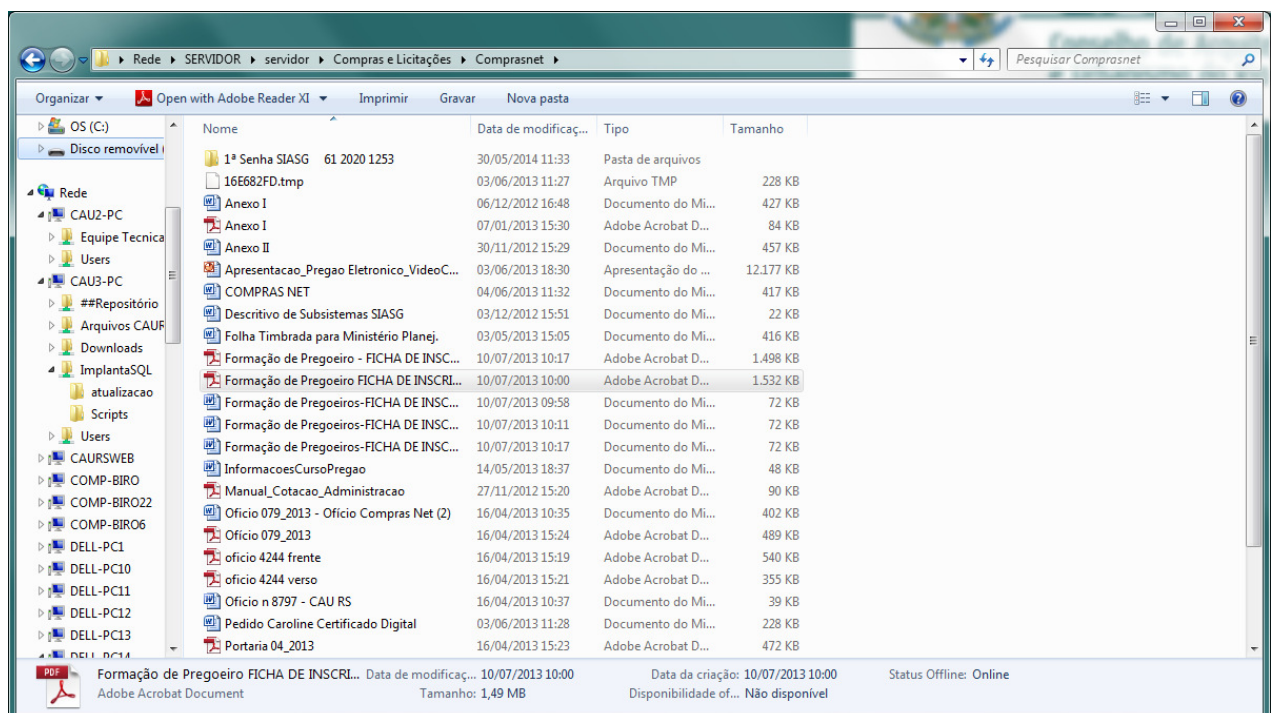 Conselho de
Rede ▸ SERVIDOR ▸ servidor ▸ Compras e Licitações ▸ Comprasnet ▸ Pesquisar Comprasnet
Organizar Open with Adobe Reader XI Imprimir Gravar Nova pasta
OS (C:)
Disco removível
Rede
CAU2-PC
Equipe Tecnica
Users
CAU3-PC
##Repositório
Arquivos CAUR
Downloads
ImplantaSQL
atualizacao
Scripts
Users
CAURSWEB
COMP-BIRO
COMP-BIRO22
COMP-BIRO6
DELL-PC1
DELL-PC10
DELL-PC11
DELL-PC12
DELL-PC13
DELL-PC14
Nome Data de modificaç... Tipo Tamanho
1ª Senha SIASG 61 2020 1253 30/05/2014 11:33 Pasta de arquivos
16E682FD.tmp 03/06/2013 11:27 Arquivo TMP 228 KB
Anexo I 06/12/2012 16:48 Documento do Mi... 427 KB
Anexo I 07/01/2013 15:30 Adobe Acrobat D... 84 KB
Anexo II 30/11/2012 15:29 Documento do Mi... 457 KB
Apresentacao_Pregao Eletronico_VideoC... 03/06/2013 18:30 Apresentação do ... 12.177 KB
COMPRAS NET 04/06/2013 11:32 Documento do Mi... 417 KB
Descritivo de Subsistemas SIASG 03/12/2012 15:51 Documento do Mi... 22 KB
Folha Timbrada para Ministério Planej. 03/05/2013 15:05 Documento do Mi... 416 KB
Formação de Pregoeiro - FICHA DE INSC... 10/07/2013 10:17 Adobe Acrobat D... 1.498 KB
Formação de Pregoeiro FICHA DE INSCRI... 10/07/2013 10:00 Adobe Acrobat D... 1.532 KB
Formação de Pregoeiros-FICHA DE INSC... 10/07/2013 09:58 Documento do Mi... 72 KB
Formação de Pregoeiros-FICHA DE INSC... 10/07/2013 10:11 Documento do Mi... 72 KB
Formação de Pregoeiros-FICHA DE INSC... 10/07/2013 10:17 Documento do Mi... 72 KB
InformacoesCursoPregao 14/05/2013 18:37 Documento do Mi... 48 KB
Manual_Cotacao_Administracao 27/11/2012 15:20 Adobe Acrobat D... 90 KB
Oficio 079_2013 - Ofício Compras Net (2) 16/04/2013 10:35 Documento do Mi... 402 KB
Ofício 079_2013 16/04/2013 15:24 Adobe Acrobat D... 489 KB
oficio 4244 frente 16/04/2013 15:19 Adobe Acrobat D... 540 KB
oficio 4244 verso 16/04/2013 15:21 Adobe Acrobat D... 355 KB
Oficio n 8797 - CAU RS 16/04/2013 10:37 Documento do Mi... 39 KB
Pedido Caroline Certificado Digital 03/06/2013 11:28 Documento do Mi... 228 KB
Portaria 04_2013 16/04/2013 15:23 Adobe Acrobat D... 472 KB
PDF
Formação de Pregoeiro FICHA DE INSCRI... Data de modificaç... 10/07/2013 10:00 Data da criação: 10/07/2013 10:00 Status Offline: Online
Adobe Acrobat Document Tamanho: 1,49 MB Disponibilidade of... Não disponível